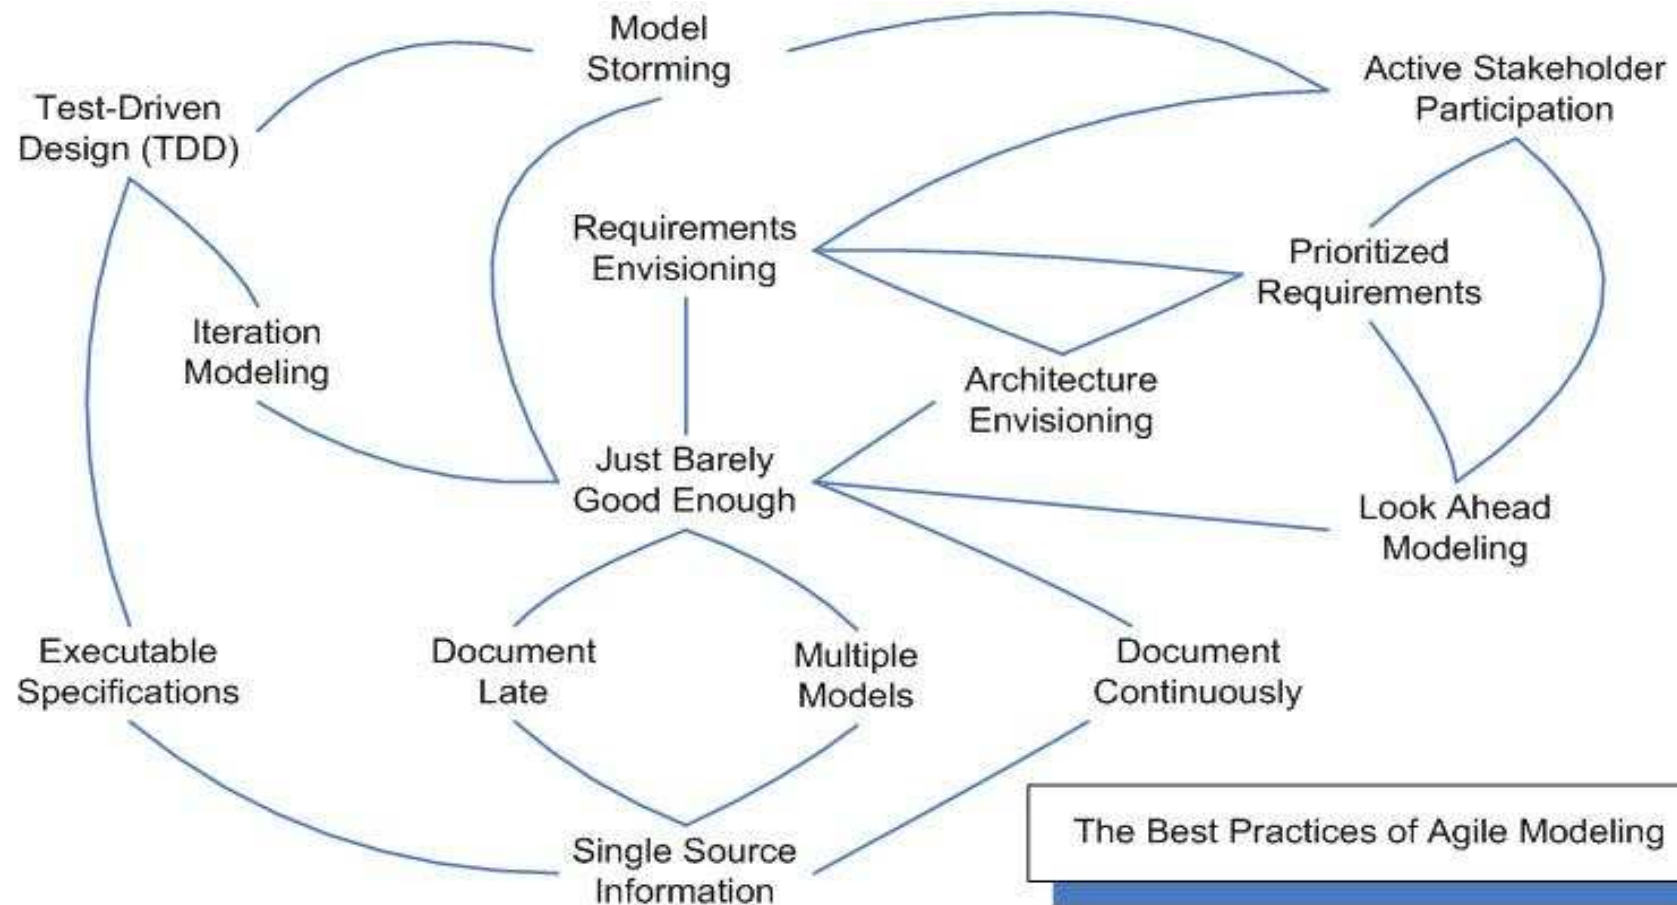 Model
Storming
Active Stakeholder
Participation
Test-Driven
Design (TDD)
Requirements
Envisioning
Prioritized
Requirements
Iteration
Modeling
Architecture
Envisioning
Just Barely
Good Enough
Look Ahead
Modeling
Executable
Specifications
Document
Late
Multiple
Models
Document
Continuously
Single Source
Information
The Best Practices of Agile Modeling